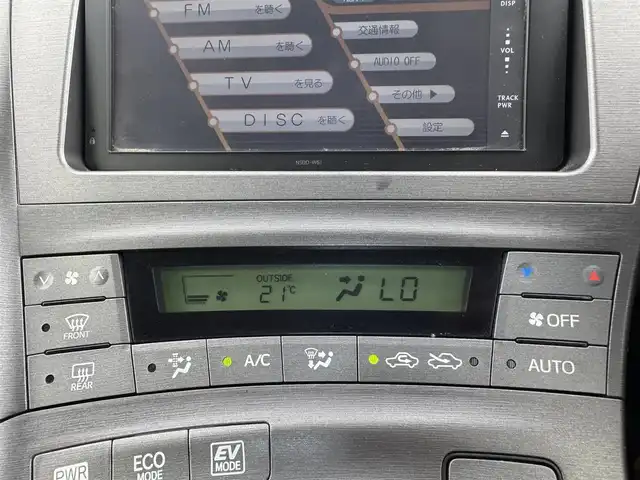 FM を聴く
AM を聴く
TV を見る
DISC を聴く
交通情報
AUDIO OFF
その他 ▶
設定
DISP
VOL
TRACK
PWR
OUTSIDE
21℃
LO
FRONT
OFF
REAR
A/C
AUTO
PWR
ECO
MODE
EV
MODE